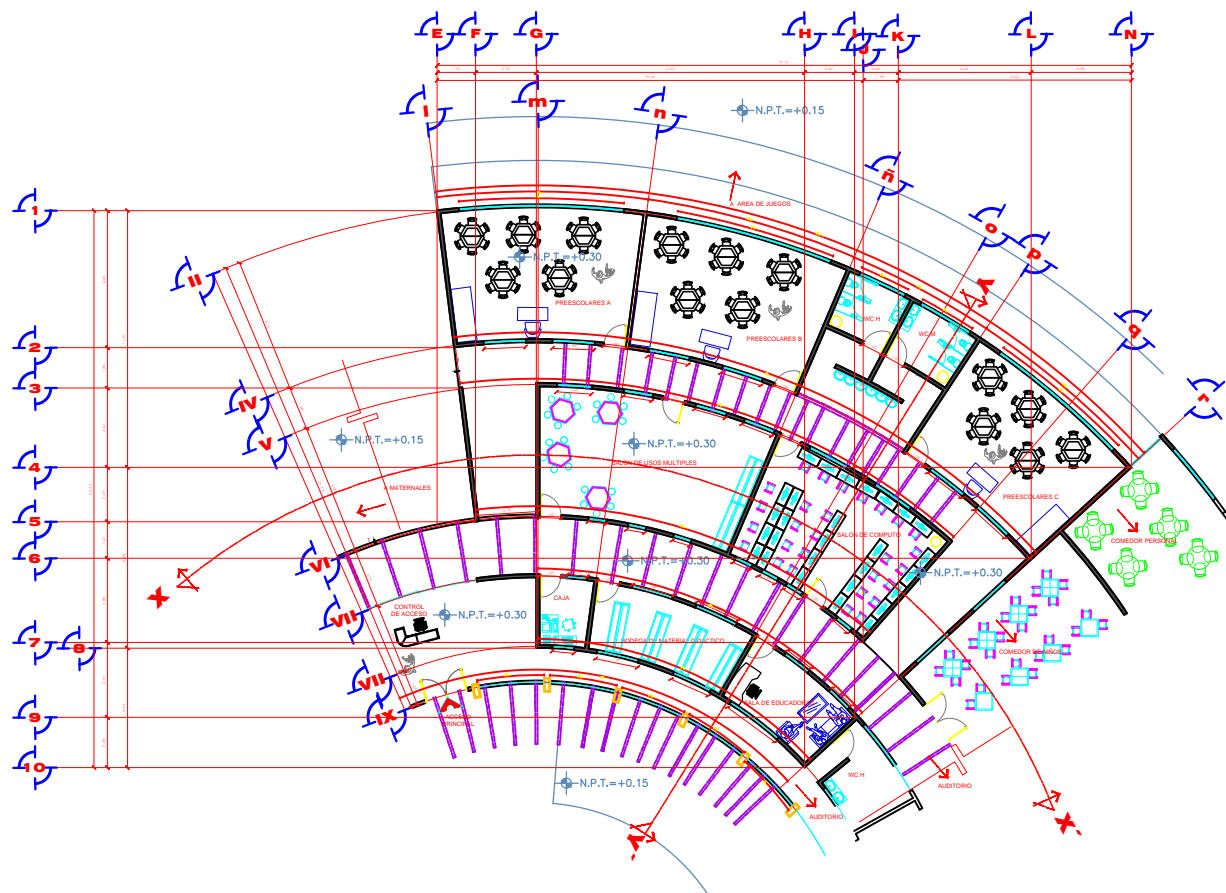 E F G H I J K L N
l m n ñ o p q r
N.P.T.=+0.15
A AREA DE JUEGOS
1
II
N.P.T.=+0.30
PREESCOLARES A
PREESCOLARES B
WC H
WC M
Y
2
3
IV
V
N.P.T.=+0.15
N.P.T.=+0.30
SALON DE USOS MULTIPLES
4
A MATERNALES
PREESCOLARES C
5
SALON DE COMPUTO
COMEDOR PERSONAL
6
VI
N.P.T.=+0.30
N.P.T.=+0.30
X
CAJA
CONTROL
DE ACCESO
N.P.T.=+0.30
VII
7
8
BODEGA DE MATERIAL DIDACTICO
COMEDOR DE NIÑOS
VII
SALA DE EDUCADORAS
9
IX
ACCESO
PRINCIPAL
10
N.P.T.=+0.15
WC H
AUDITORIO
AUDITORIO
X'
Y'